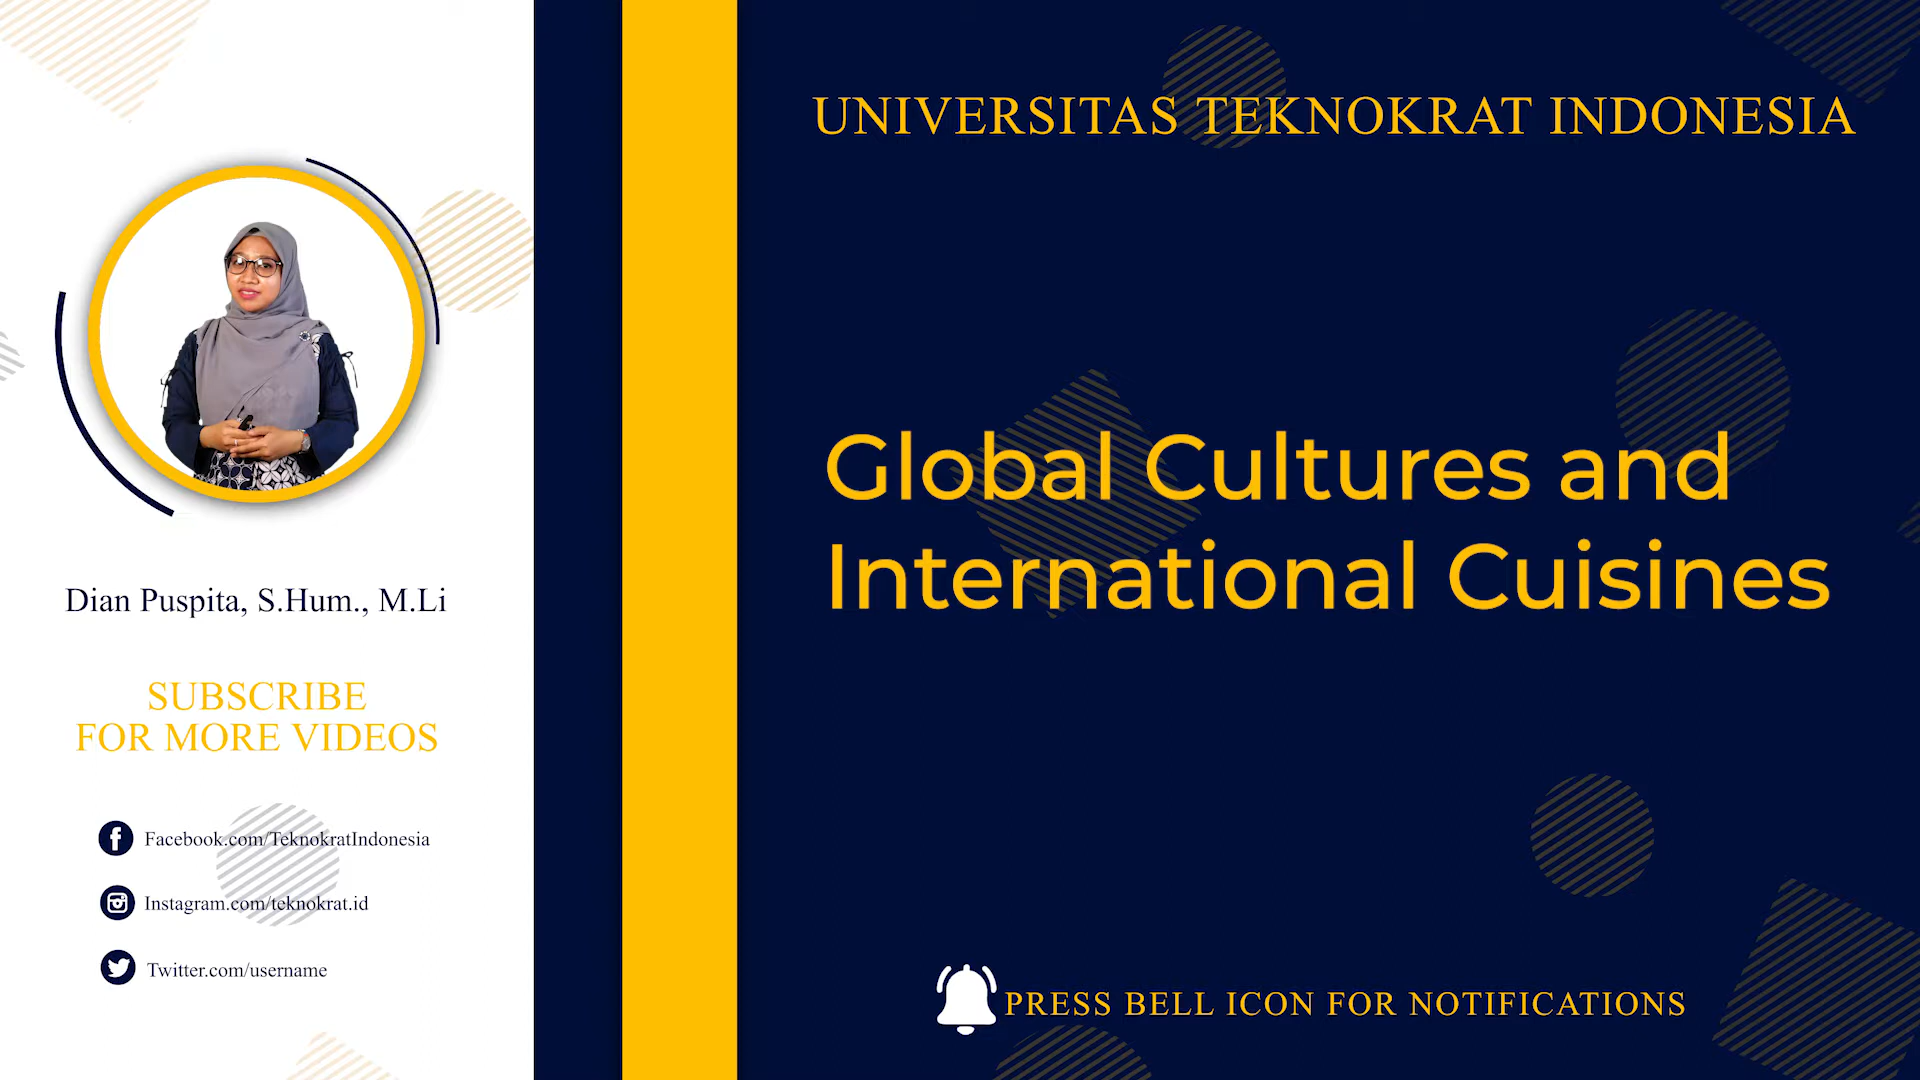 UNIVERSITAS TEKNOKRAT INDONESIA
Global Cultures and
International Cuisines
Dian Puspita, S.Hum., M.Li
SUBSCRIBE
FOR MORE VIDEOS
Facebook.com/TeknokratIndonesia
Instagram.com/teknokrat.id
Twitter.com/username
PRESS BELL ICON FOR NOTIFICATIONS